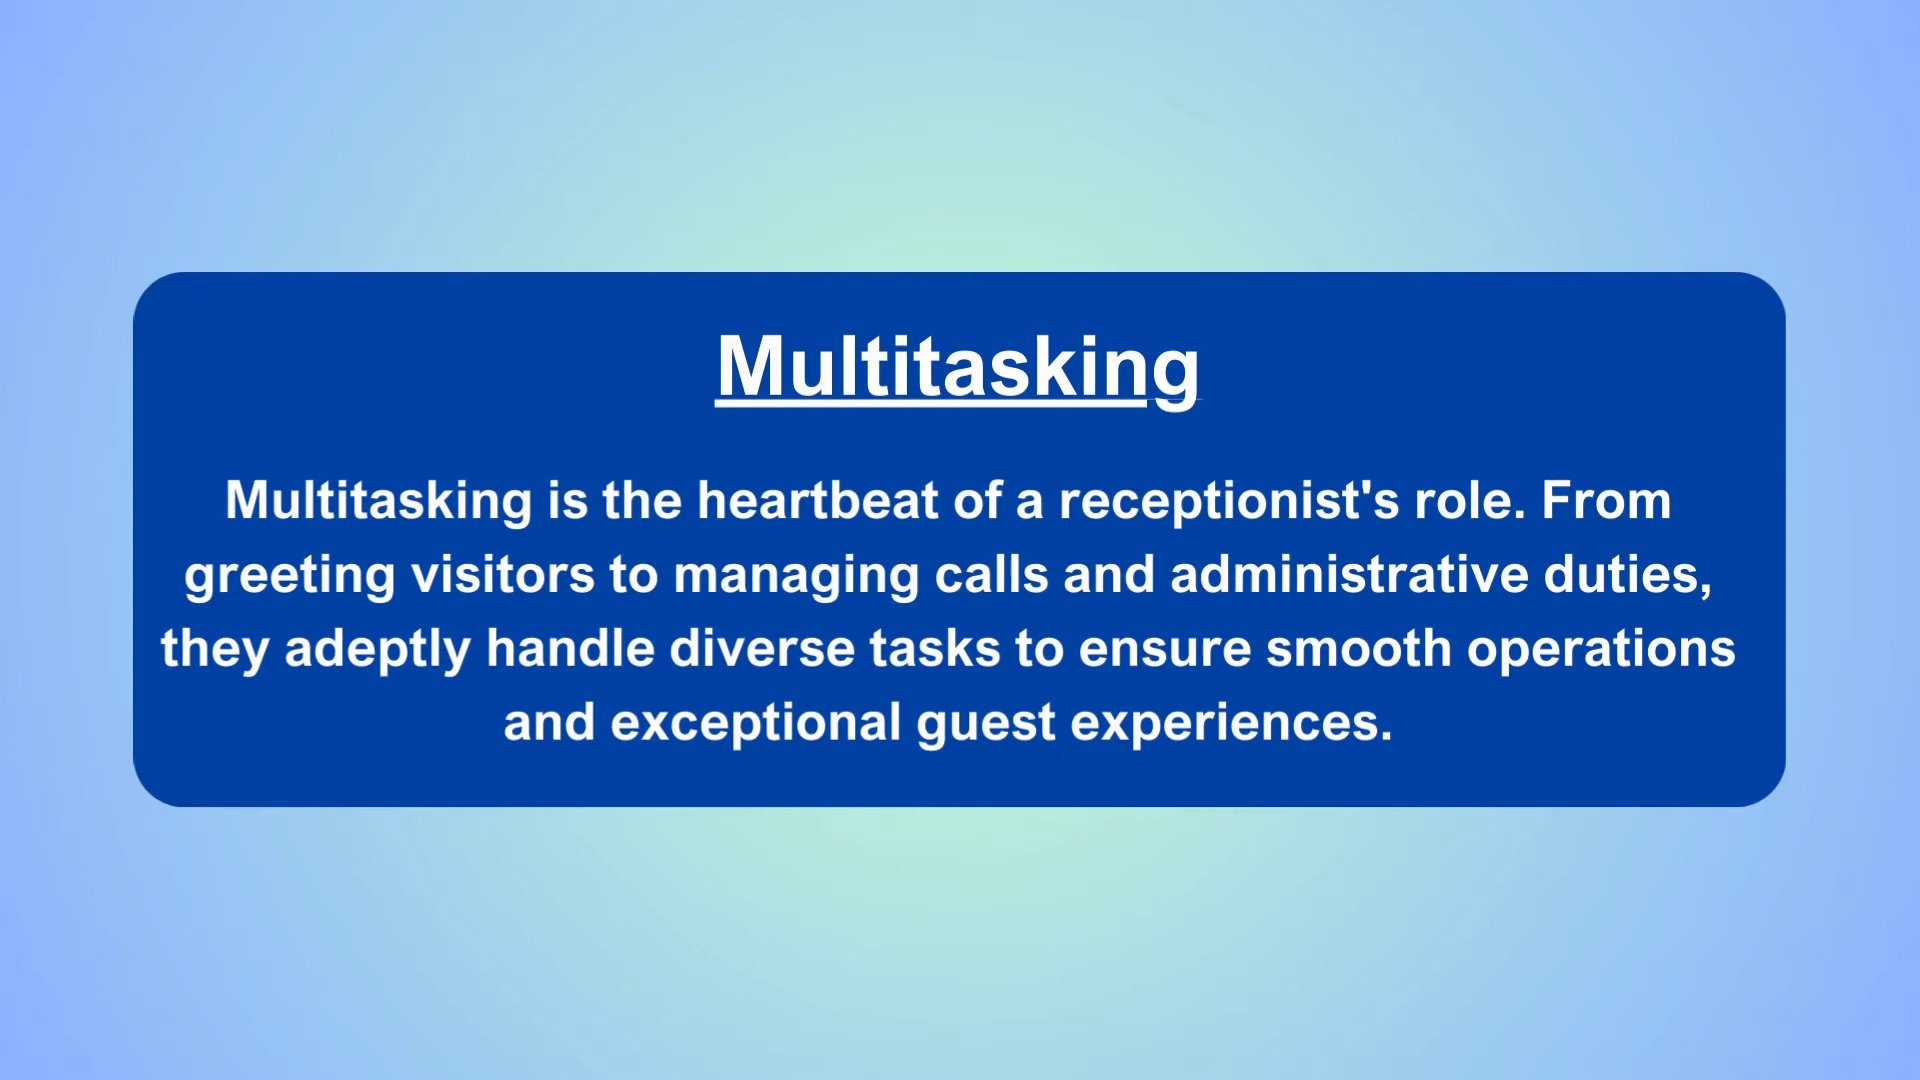 Multitasking
Multitasking is the heartbeat of a receptionist's role. From
greeting visitors to managing calls and administrative duties,
they adeptly handle diverse tasks to ensure smooth operations
and exceptional guest experiences.